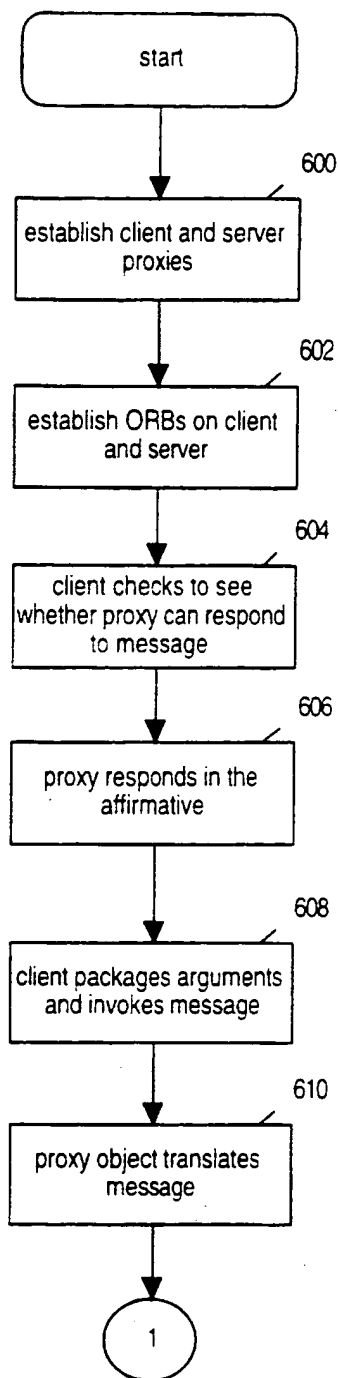 start
600
establish client and server
proxies
602
establish ORBs on client
and server
604
client checks to see
whether proxy can respond
to message
606
proxy responds in the
affirmative
608
client packages arguments
and invokes message
610
proxy object translates
message
1